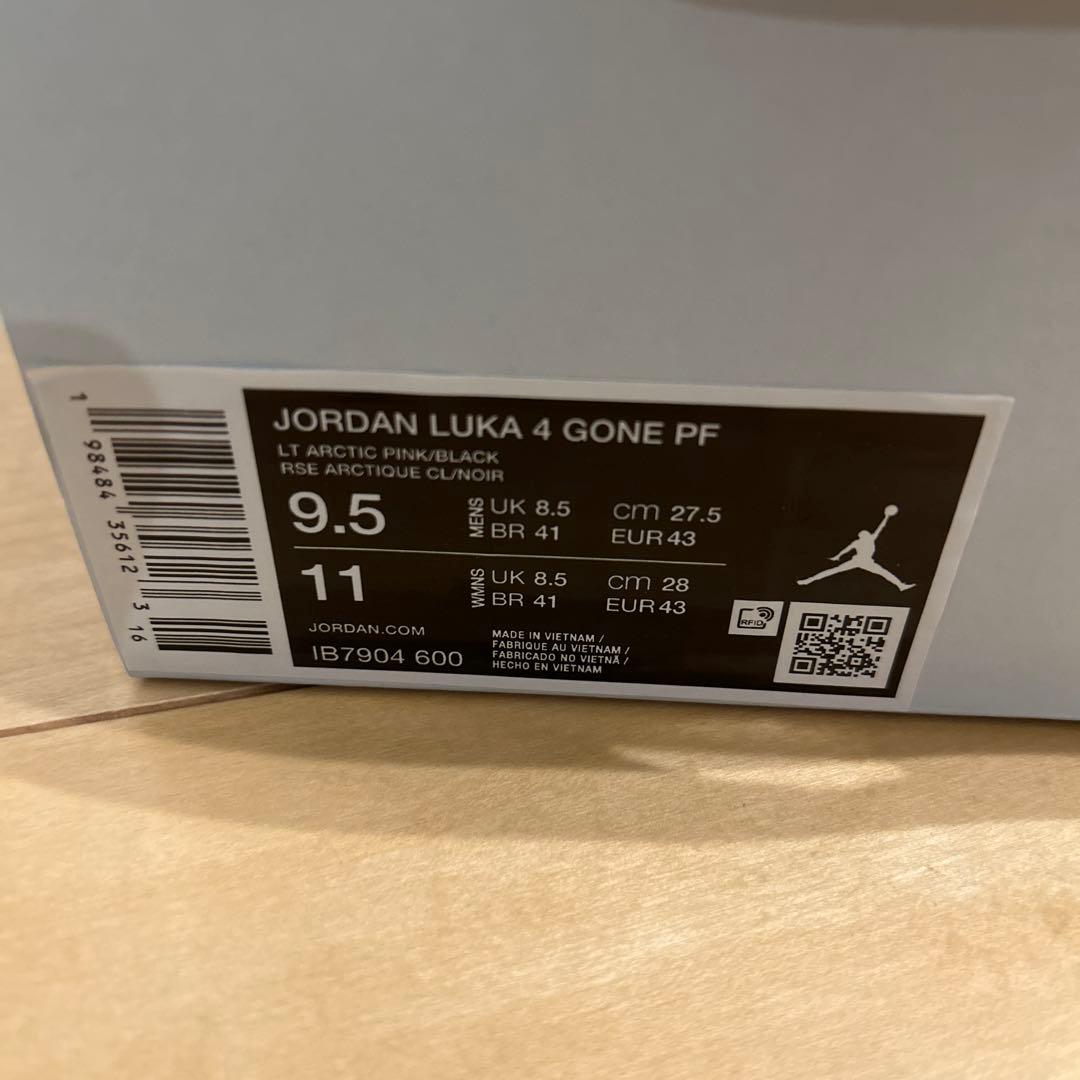 JORDAN LUKA 4 GONE PF
LT ARCTIC PINK/BLACK
RSE ARCTIQUE CL/NOIR
9.5 MENS UK 8.5 cm 27.5
BR 41 EUR 43
11 WMNS UK 8.5 cm 28
BR 41 EUR 43
JORDAN.COM
IB7904 600
MADE IN VIETNAM /
FABRIQUE AU VIETNAM /
FABRICADO NO VIETNÃ /
HECHO EN VIETNAM
RFID
1 98484 35612 3 16